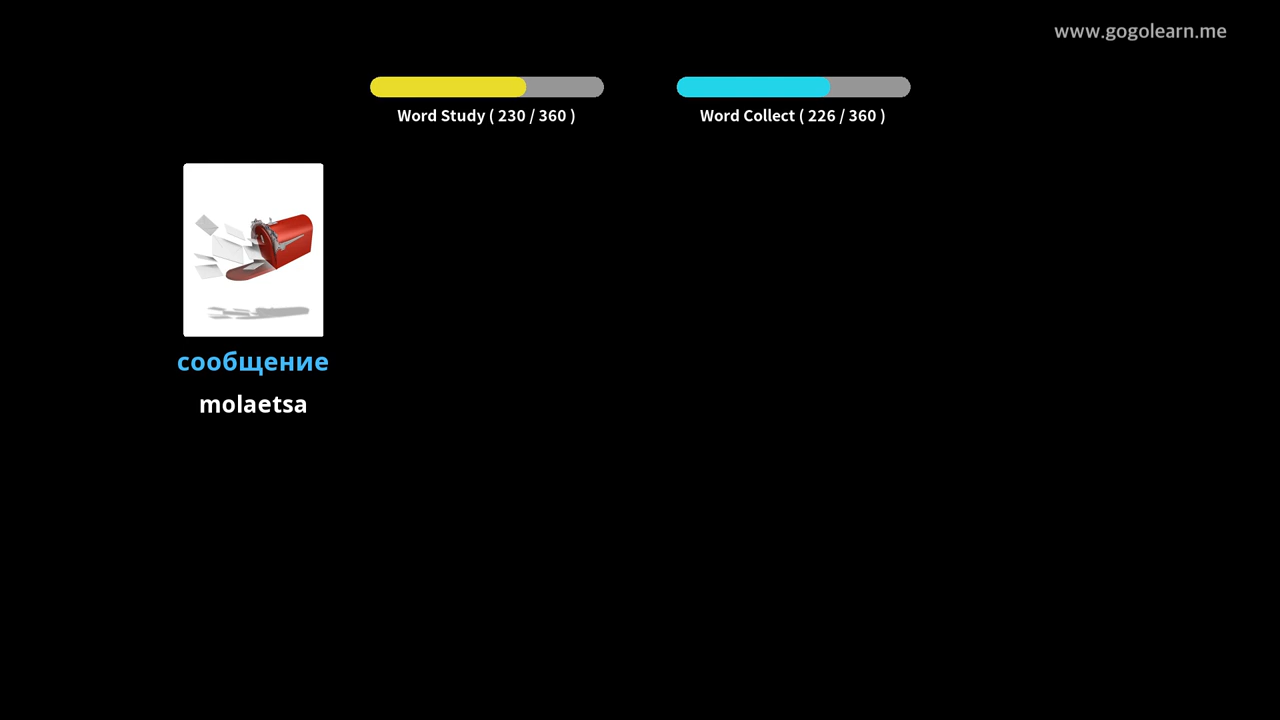 www.gogolearn.me
Word Study ( 230 / 360 )
Word Collect ( 226 / 360 )
сообщение
molaetsa